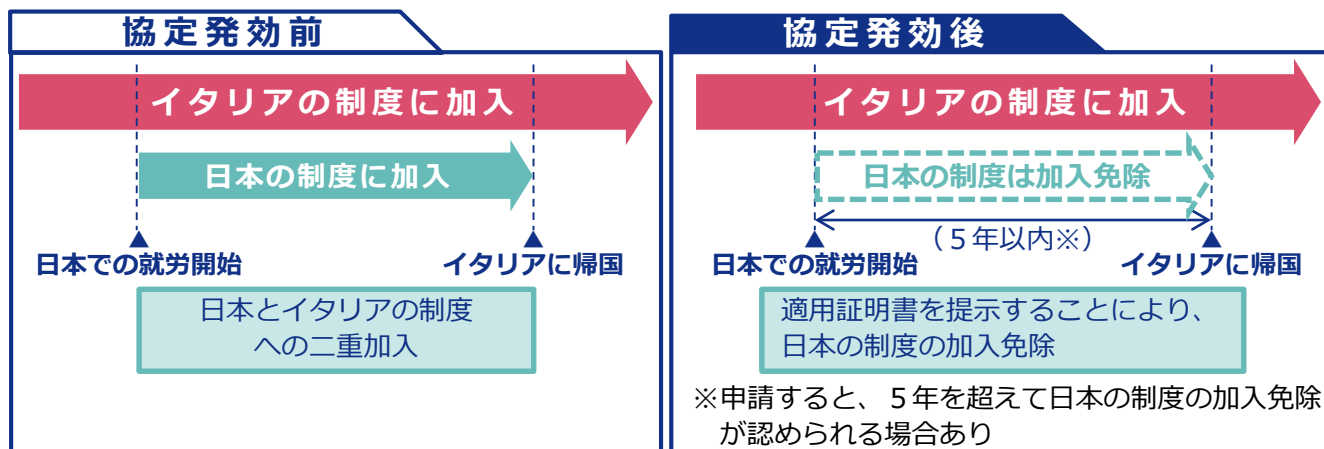 協定発効前
イタリアの制度に加入
日本の制度に加入
日本での就労開始
イタリアに帰国
日本とイタリアの制度
への二重加入
協定発効後
イタリアの制度に加入
日本の制度は加入免除
（５年以内※）
日本での就労開始
イタリアに帰国
適用証明書を提示することにより、
日本の制度の加入免除
※申請すると、５年を超えて日本の制度の加入免除
が認められる場合あり